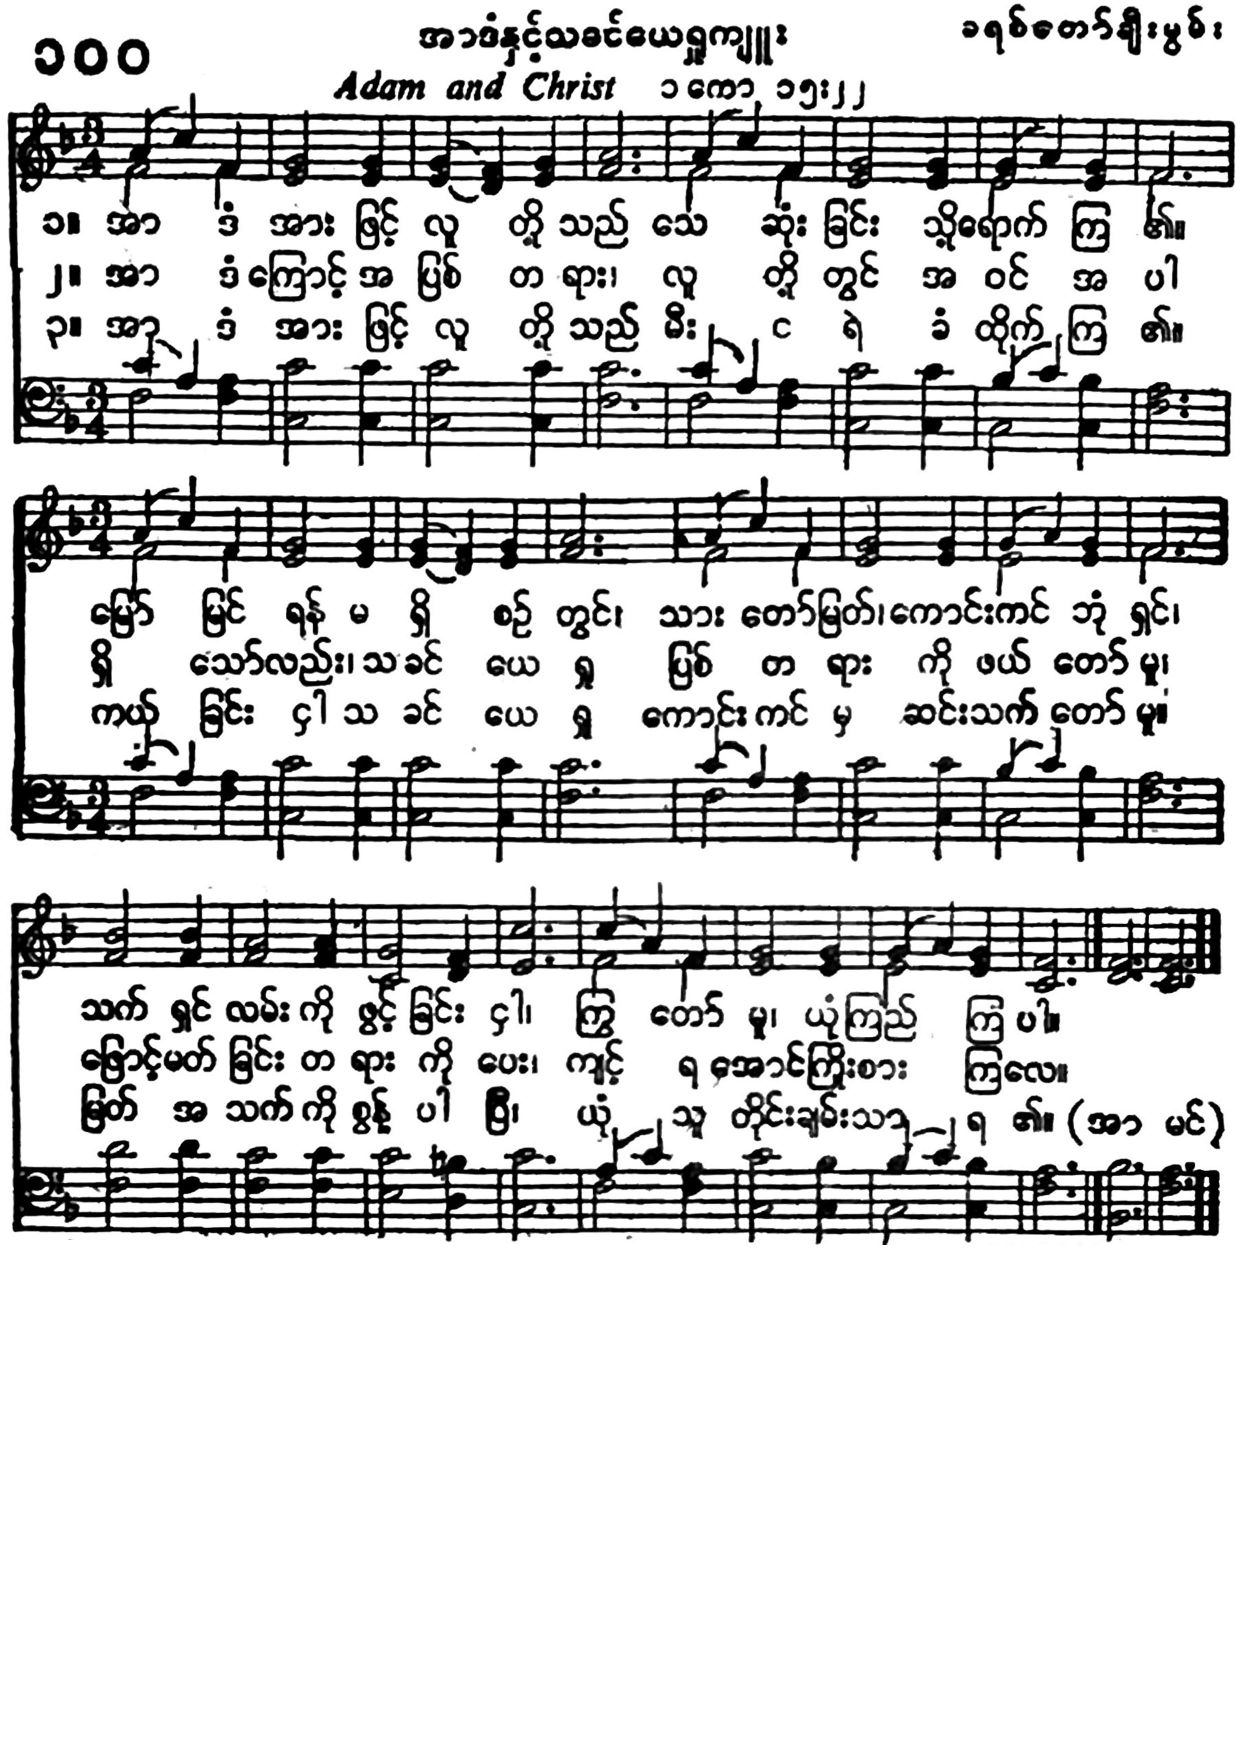 ၁၀၀
အာဒံနှင့်သခင်ယေရှုကျူး
ခရစ်တော်ချီးမွမ်း
Adam and Christ ၁ကော ၁၅း၂၂
၁။ အာ ဒံ အား ဖြင့် လူ တို့ သည် သေ ဆုံး ခြင်း သို့ရောက် ကြ ၏။
၂။ အာ ဒံ ကြောင့် အ ပြစ် တ ရား၊ လူ တို့ တွင် အ ဝင် အ ပါ
၃။ အာ ဒံ အား ဖြင့် လူ တို့ သည် မီး င ရဲ ခံ ထိုက် ကြ ၏။
မြော် မြင် ရန် မ ရှိ စဉ် တွင်၊ သား တော်မြတ်၊ကောင်းကင် ဘုံ ရှင်၊
ရှိ သော်လည်း၊ သ ခင် ယေ ရှု ပြစ် တ ရား ကို ဖယ် တော် မူ၊
ကယ် ခြင်း ငှါ သ ခင် ယေ ရှု ကောင်း ကင် မှ ဆင်းသက် တော် မူ။
သက် ရှင် လမ်း ကို ဖွင့် ခြင်း ငှါ၊ ကြွ တော် မူ၊ ယုံ ကြည် ကြ ပါ။
ဖြောင့်မတ် ခြင်း တ ရား ကို ပေး၊ ကျင့် ရ အောင်ကြိုးစား ကြလေ။
မြတ် အ သက် ကို စွန့် ပါ ပြီ၊ ယုံ သူ တိုင်းချမ်းသာ ရ ၏။ (အာ မင်)